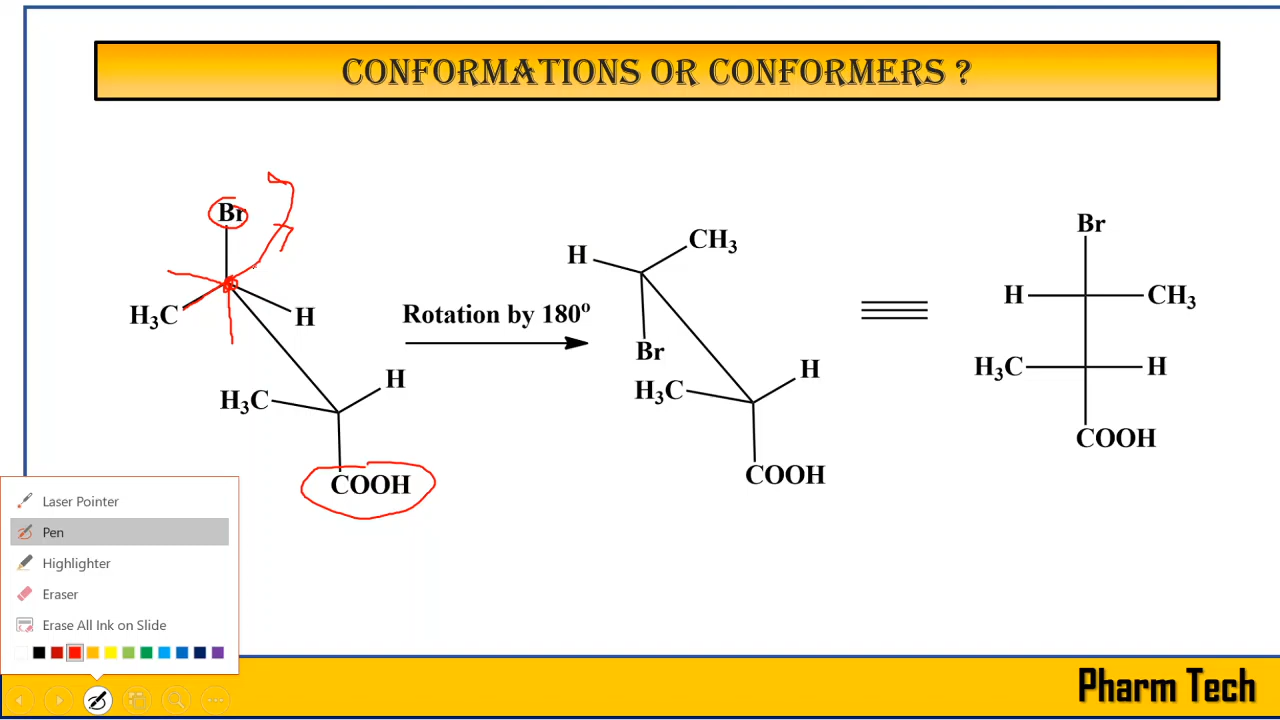 CONFORMATIONS OR CONFORMERS ?
Br
H₃C
H
H₃C
H
COOH
Rotation by 180º
H
CH₃
Br
H₃C
H
COOH
Br
H
CH₃
H₃C
H
COOH
Laser Pointer
Pen
Highlighter
Eraser
Erase All Ink on Slide
Pharm Tech